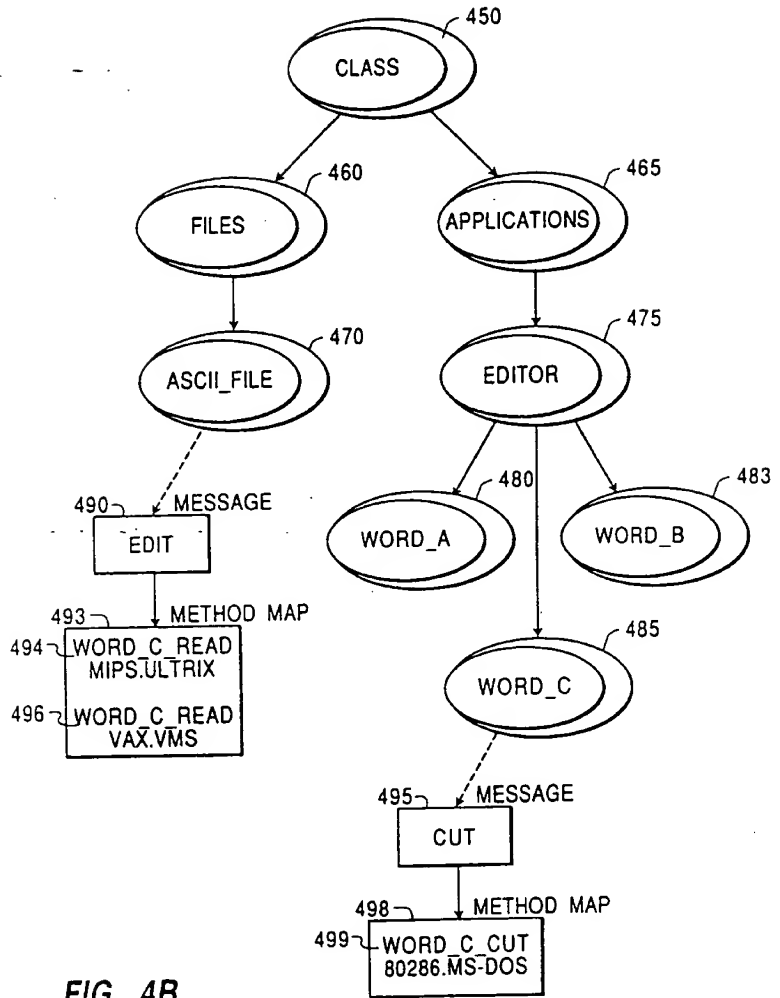 450
CLASS
460
465
FILES
APPLICATIONS
470
475
ASCII_FILE
EDITOR
490
MESSAGE
480
483
EDIT
WORD_A
WORD_B
493
METHOD MAP
494
WORD_C_READ
MIPS.ULTRIX
485
496
WORD_C_READ
VAX.VMS
WORD_C
495
MESSAGE
CUT
498
METHOD MAP
499
WORD_C_CUT
80286.MS-DOS
FIG. 4B